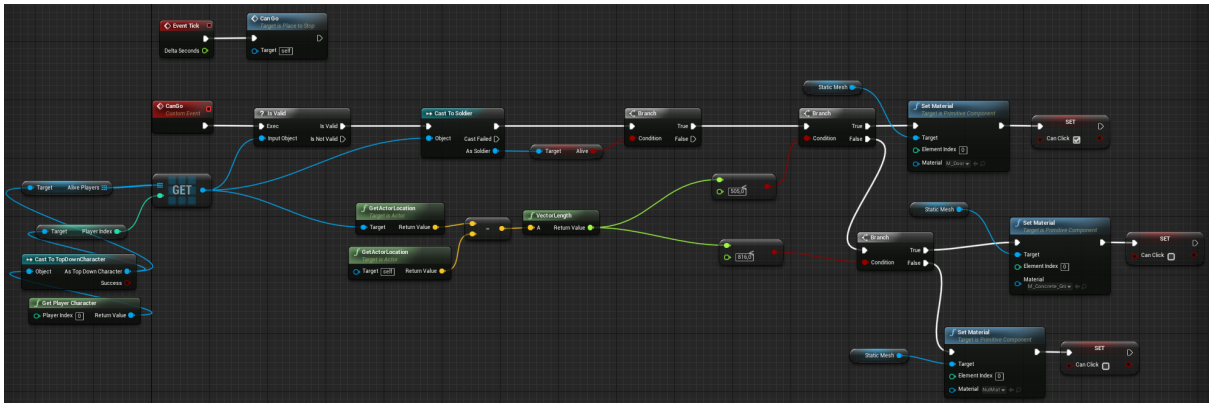 Event Tick
Delta Seconds
Can Go
Target is Place to Stop
Target self
CanGo
Custom Event
? Is Valid
Exec Is Valid
Input Object Is Not Valid
Cast To Soldier
Object Cast Failed
As Soldier
Target Alive
Branch
True
Condition False
Static Mesh
Branch
True
Condition False
Set Material
Target is Primitive Component
Target
Element Index 0
Material
SET
Can Click
Target Alive Players
GET
Target Player Index
Cast To TopDownCharacter
Object As Top Down Character
Success
Get Player Character
Player Index 0 Return Value
GetActorLocation
Target is Actor
Target Return Value
GetActorLocation
Target is Actor
Target self Return Value
-
VectorLength
A Return Value
Branch
True
Condition False
Static Mesh
Set Material
Target is Primitive Component
Target
Element Index 0
Material
SET
Can Click
Static Mesh
Set Material
Target is Primitive Component
Target
Element Index 0
Material
SET
Can Click